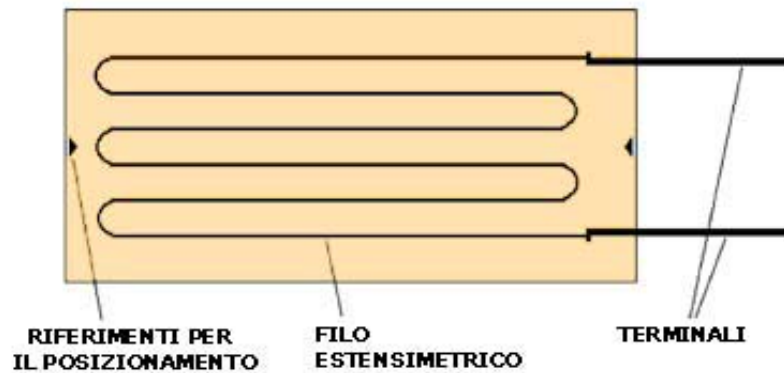 RIFERIMENTI PER
IL POSIZIONAMENTO
FILO
ESTENSIMETRICO
TERMINALI